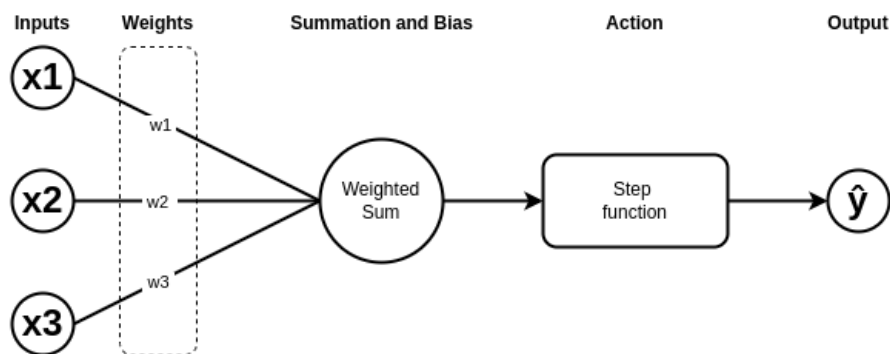 Inputs
Weights
Summation and Bias
Action
Output
x1
w1
x2
w2
Weighted
Sum
Step
function
ŷ
w3
x3